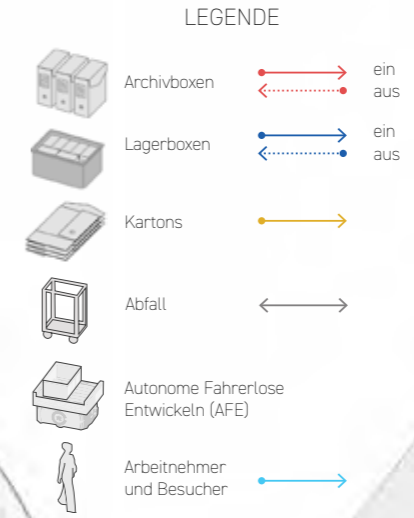 LEGENDE
Archivboxen
ein
aus
Lagerboxen
ein
aus
Kartons
Abfall
Autonome Fahrerlose
Entwickeln (AFE)
Arbeitnehmer
und Besucher